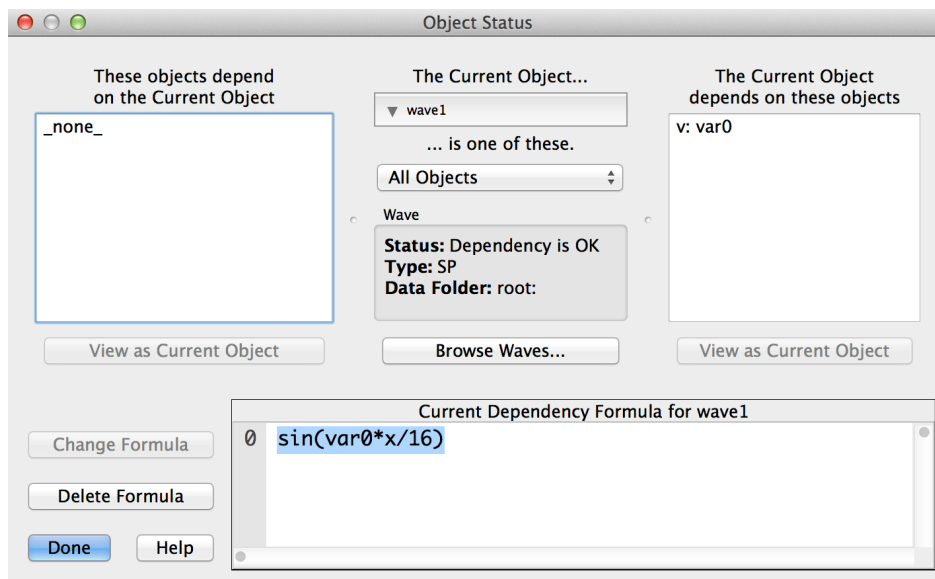 Object Status
These objects depend
on the Current Object
_none_
View as Current Object
The Current Object...
wave1
... is one of these.
All Objects
Wave
Status: Dependency is OK
Type: SP
Data Folder: root:
Browse Waves...
The Current Object
depends on these objects
v: var0
View as Current Object
Change Formula
Delete Formula
Done
Help
Current Dependency Formula for wave1
0 sin(var0*x/16)